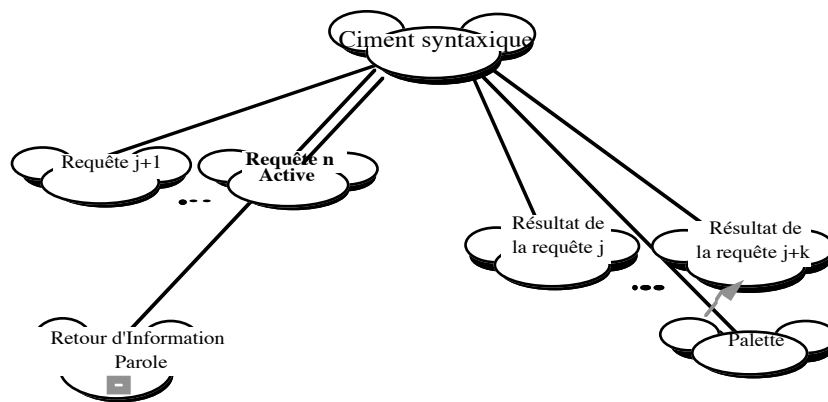 Ciment syntaxique
Requête j+1
Requête n
Active
Résultat de
la requête j
Résultat de
la requête j+k
Retour d'Information
Parole
Palette